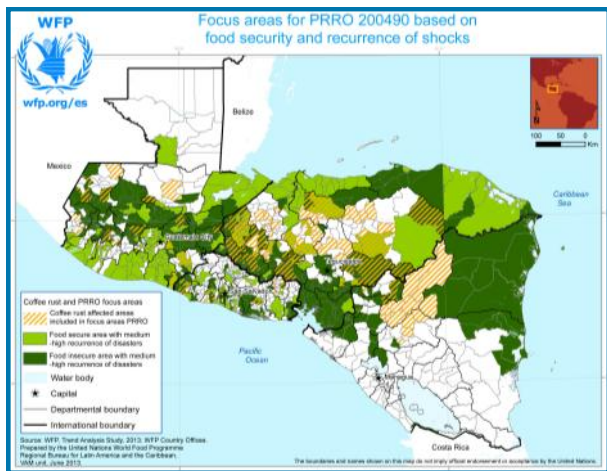 WFP
wfp.org/es
Focus areas for PRRO 200490 based on
food security and recurrence of shocks
Belize
Mexico
N
100 50 0
Km
Caribbean
Sea
Guatemala City
Pacific
Ocean
Managua
Costa Rica
Coffee rust and PRRO focus areas
Coffee rust affected areas
included in focus areas PRRO
Food secure area with medium
-high recurrence of disasters
Food insecure area with medium
-high recurrence of disasters
Water body
Capital
Departmental boundary
International boundary
Source: WFP, Trend Analysis Study, 2013; WFP Country Offices.
Prepared by the United Nations World Food Programme
Regional Bureau for Latin America and the Caribbean,
VAM unit, June 2013.
The boundaries and names shown on this map do not imply official endorsement or acceptance by the United Nations.